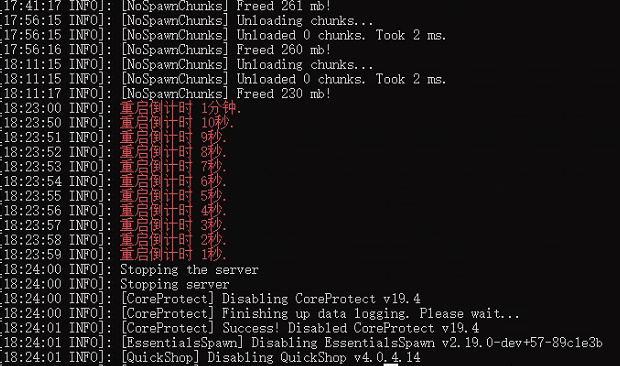 [17:41:17 INFO]: [NoSpawnChunks] Freed 261 mb!
[17:56:15 INFO]: [NoSpawnChunks] Unloading chunks...
[17:56:15 INFO]: [NoSpawnChunks] Unloaded 0 chunks. Took 2 ms.
[17:56:16 INFO]: [NoSpawnChunks] Freed 260 mb!
[18:11:15 INFO]: [NoSpawnChunks] Unloading chunks...
[18:11:15 INFO]: [NoSpawnChunks] Unloaded 0 chunks. Took 2 ms.
[18:11:17 INFO]: [NoSpawnChunks] Freed 230 mb!
[18:23:00 INFO]: 重启倒计时 1分钟.
[18:23:50 INFO]: 重启倒计时 10秒.
[18:23:51 INFO]: 重启倒计时 9秒.
[18:23:52 INFO]: 重启倒计时 8秒.
[18:23:53 INFO]: 重启倒计时 7秒.
[18:23:54 INFO]: 重启倒计时 6秒.
[18:23:55 INFO]: 重启倒计时 5秒.
[18:23:56 INFO]: 重启倒计时 4秒.
[18:23:57 INFO]: 重启倒计时 3秒.
[18:23:58 INFO]: 重启倒计时 2秒.
[18:23:59 INFO]: 重启倒计时 1秒.
[18:24:00 INFO]: Stopping the server
[18:24:00 INFO]: Stopping server
[18:24:00 INFO]: [CoreProtect] Disabling CoreProtect v19.4
[18:24:00 INFO]: [CoreProtect] Finishing up data logging. Please wait...
[18:24:01 INFO]: [CoreProtect] Success! Disabled CoreProtect v19.4
[18:24:01 INFO]: [EssentialsSpawn] Disabling EssentialsSpawn v2.19.0-dev+57-89c1e3b
[18:24:01 INFO]: [QuickShop] Disabling QuickShop v4.0.4.14